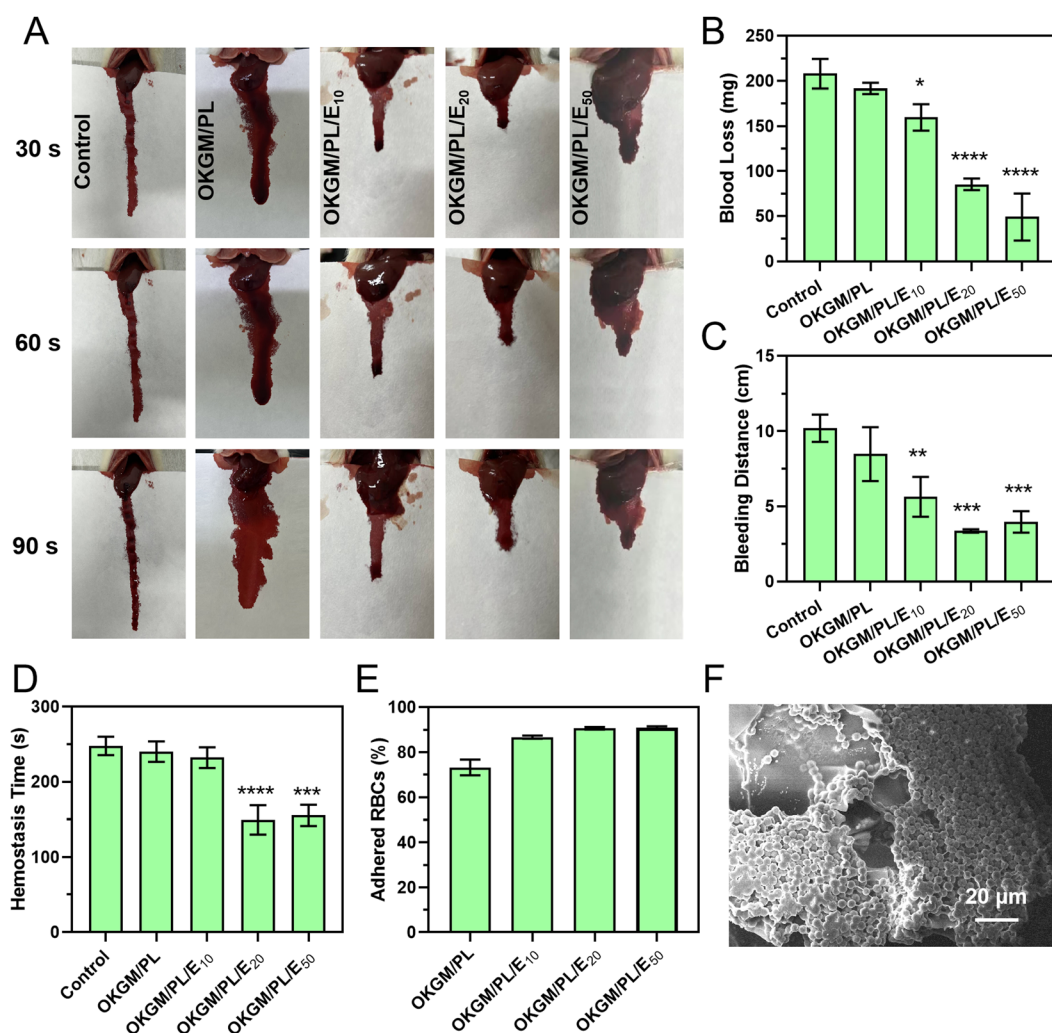 A
Control
OKGM/PL
OKGM/PL/E10
OKGM/PL/E20
OKGM/PL/E50
30 s
60 s
90 s
B
Blood Loss (mg)
250
200
150
100
50
0
*
****
****
Control
OKGM/PL
OKGM/PL/E10
OKGM/PL/E20
OKGM/PL/E50
C
Bleeding Distance (cm)
15
10
5
0
**
***
***
Control
OKGM/PL
OKGM/PL/E10
OKGM/PL/E20
OKGM/PL/E50
D
Hemostasis Time (s)
300
200
100
0
****
***
Control
OKGM/PL
OKGM/PL/E10
OKGM/PL/E20
OKGM/PL/E50
E
Adhered RBCs (%)
100
80
60
40
20
0
OKGM/PL
OKGM/PL/E10
OKGM/PL/E20
OKGM/PL/E50
F
20 μm